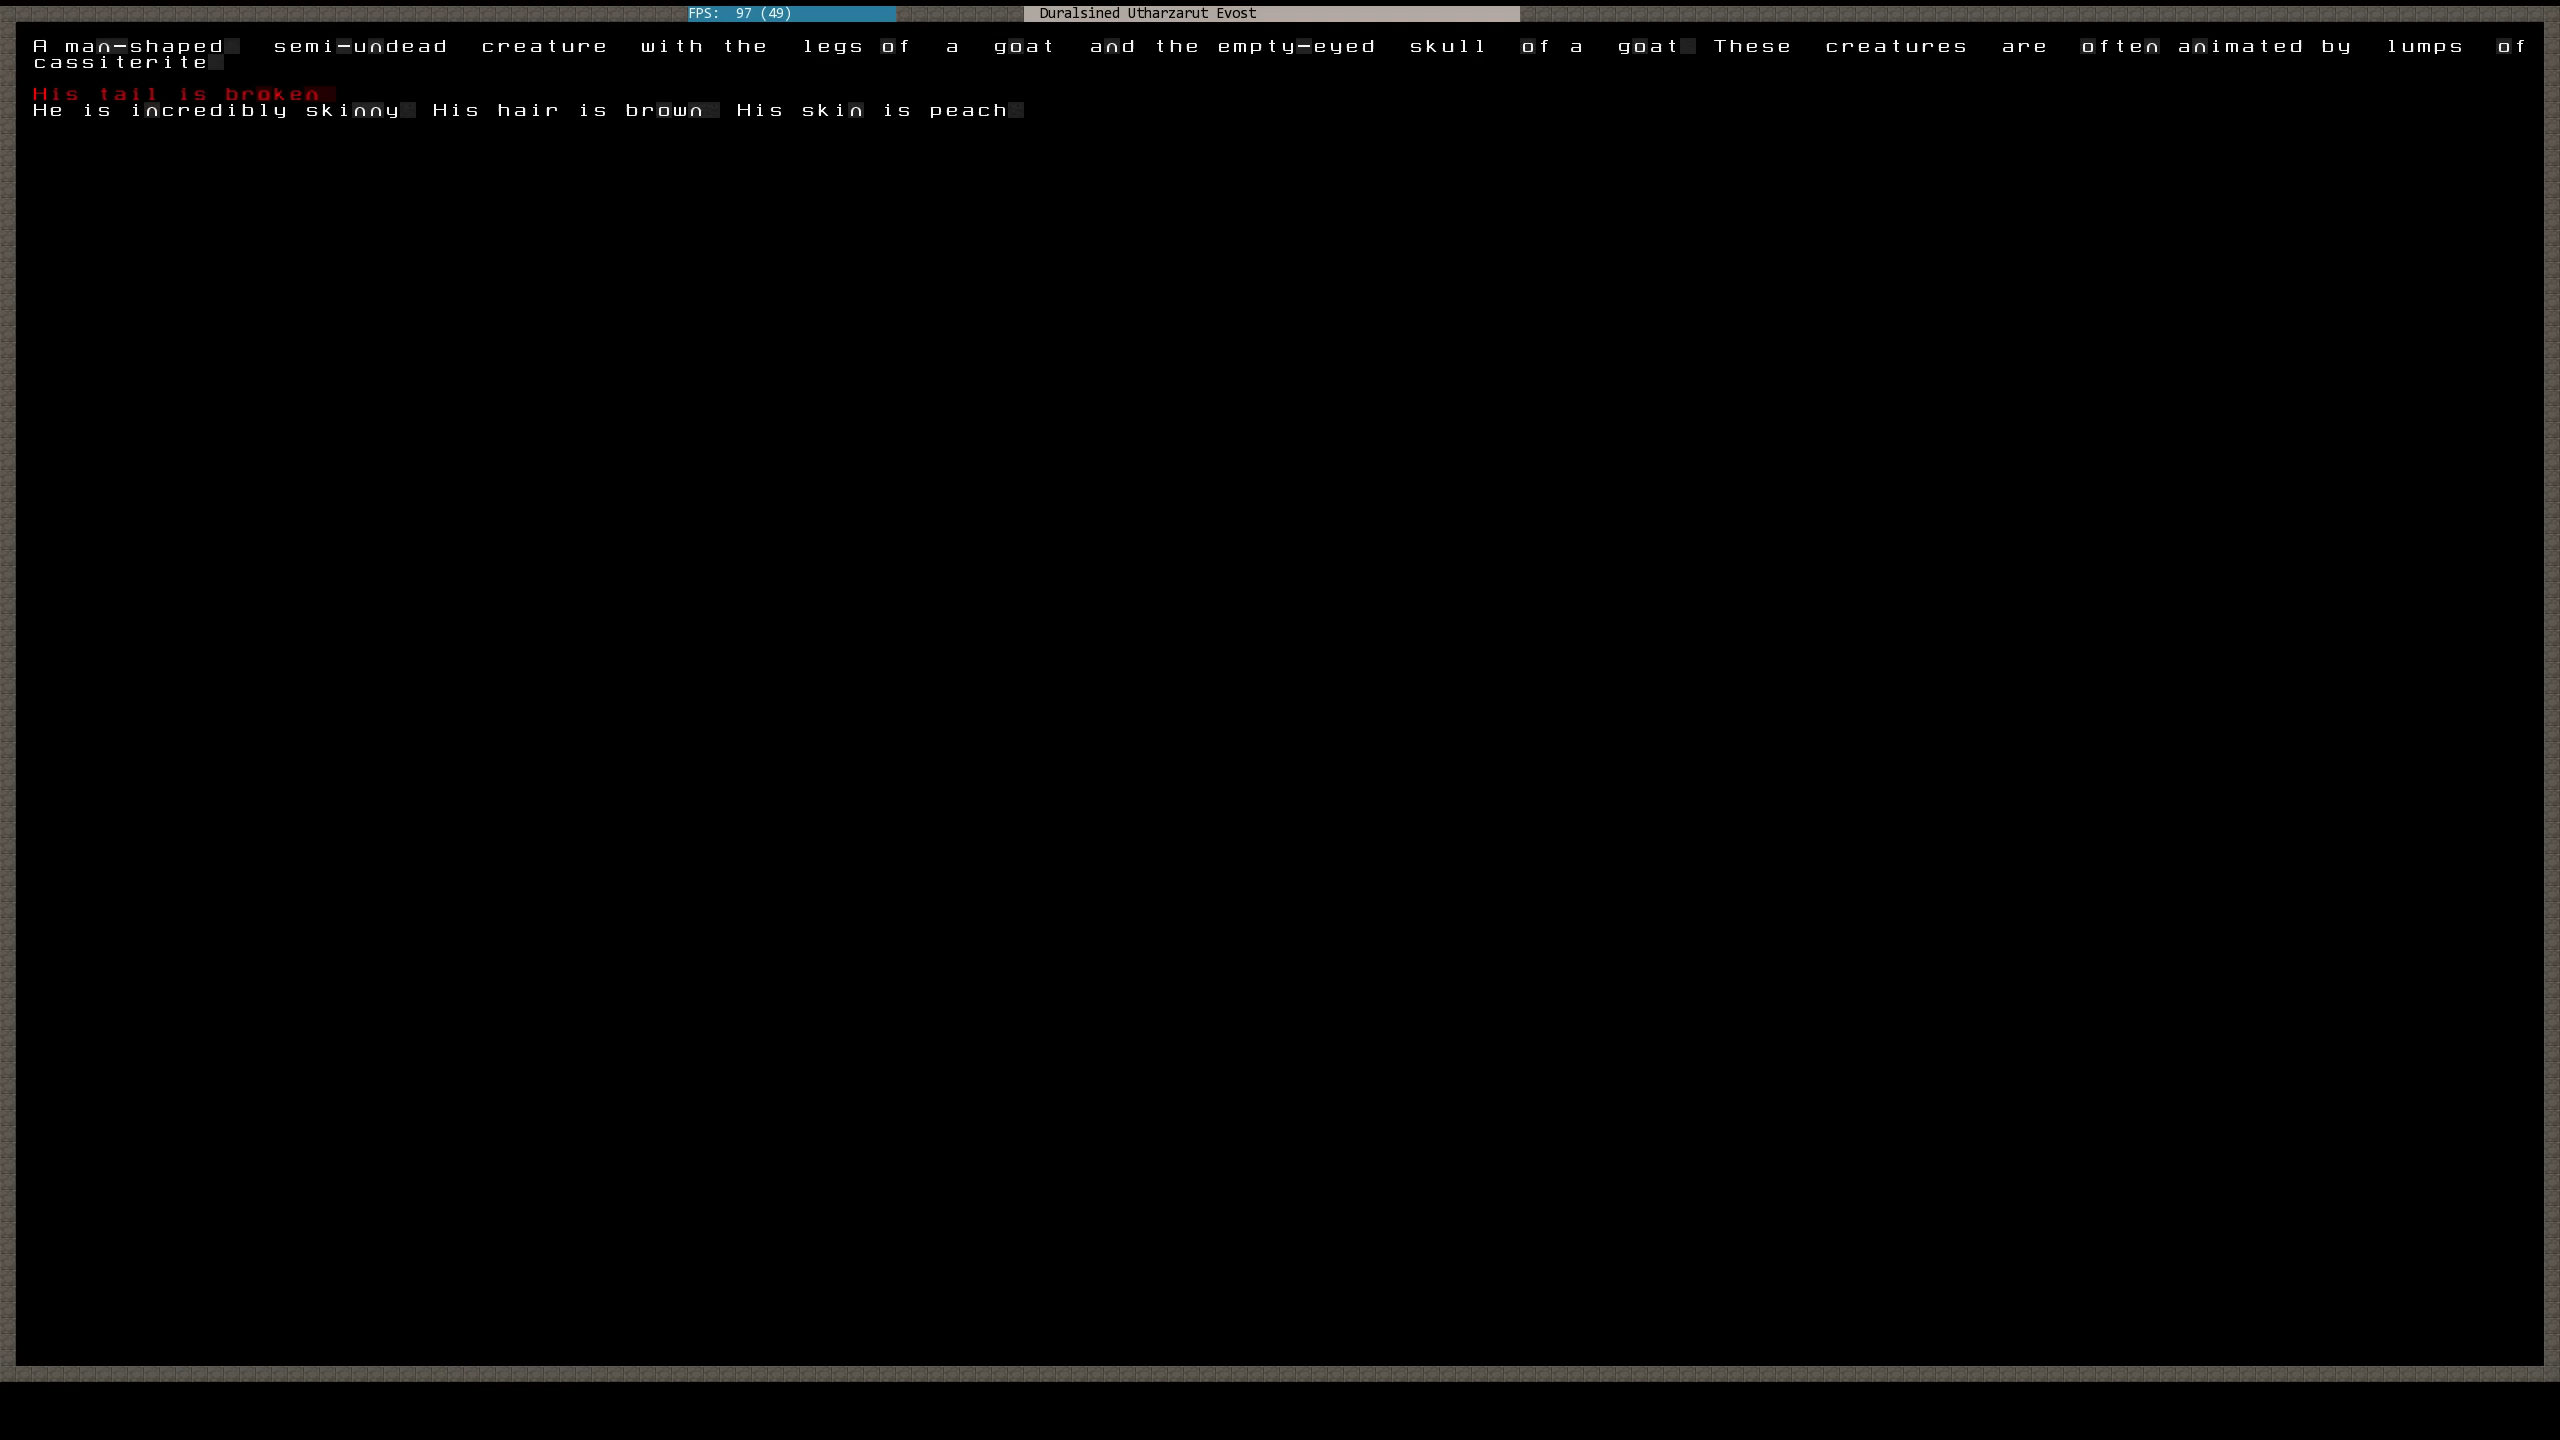 FPS: 97 (49) Duralsined Utharzarut Evost
A man-shaped semi-undead creature with the legs of a goat and the empty-eyed skull of a goat These creatures are often animated by lumps of
cassiterite
His tail is broken
He is incredibly skinny His hair is brown His skin is peach